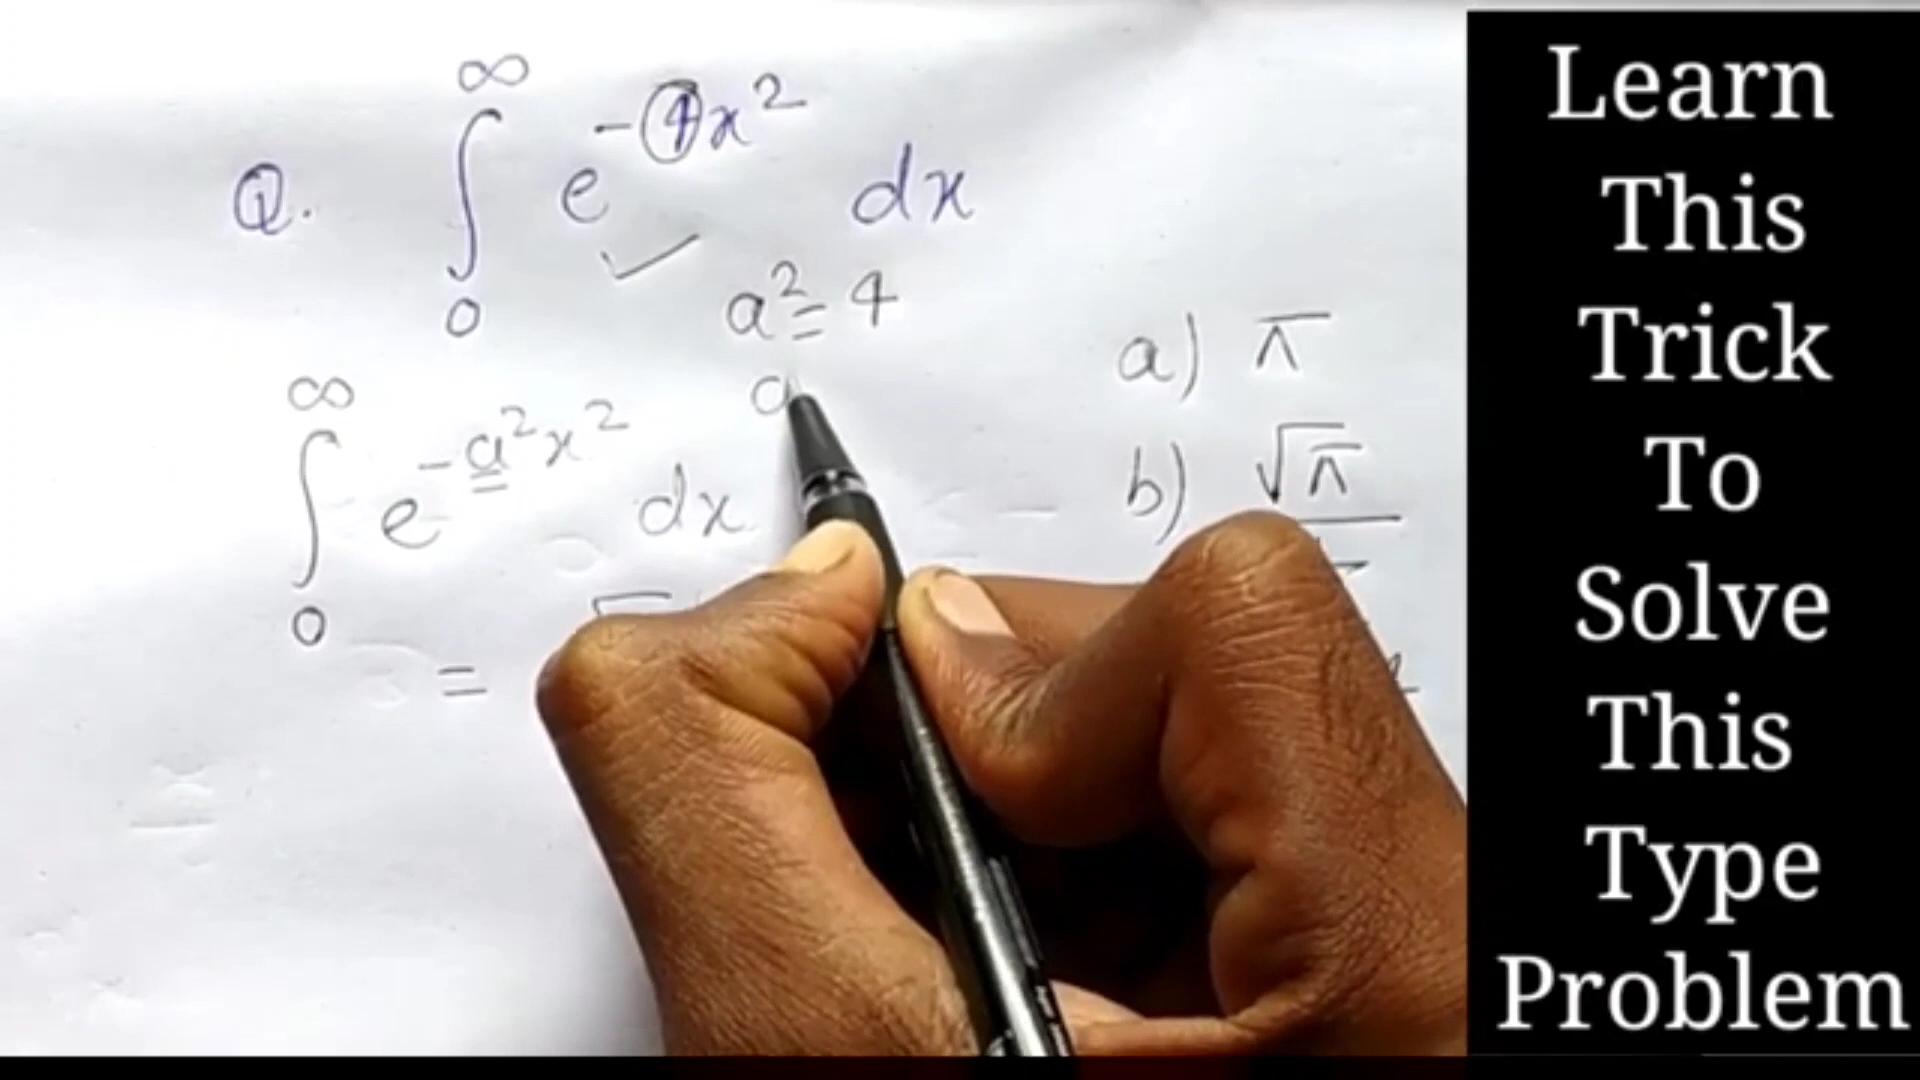 Q. ∫₀^∞ e^{-4x²} dx
a² = 4
a
∫₀^∞ e^{-a²x²} dx
=
a) π
b) √π
Learn
This
Trick
To
Solve
This
Type
Problem